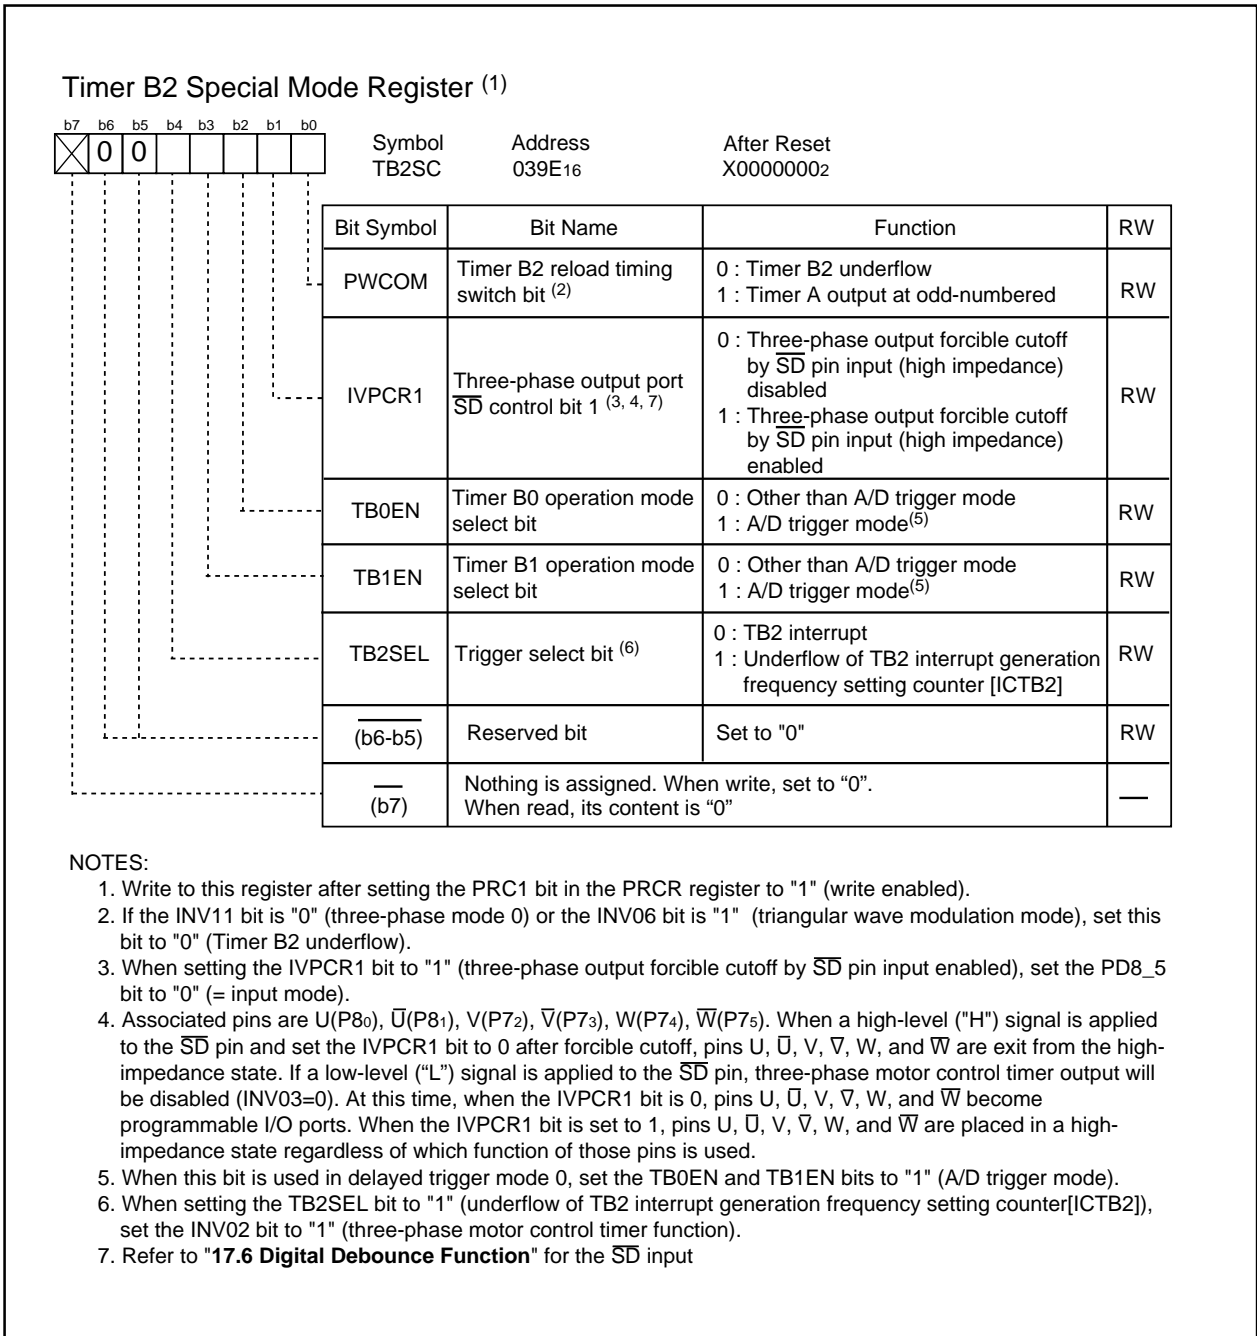 Timer B2 Special Mode Register (1)
b7 b6 b5 b4 b3 b2 b1 b0
0 0
Symbol Address After Reset
TB2SC 039E16 X00000002
Bit Symbol Bit Name Function RW
PWCOM
Timer B2 reload timing
switch bit (2)
0 : Timer B2 underflow
1 : Timer A output at odd-numbered
RW
IVPCR1
Three-phase output port
S̅D̅ control bit 1 (3, 4, 7)
0 : Three-phase output forcible cutoff
by S̅D̅ pin input (high impedance)
disabled
1 : Three-phase output forcible cutoff
by S̅D̅ pin input (high impedance)
enabled
RW
TB0EN
Timer B0 operation mode
select bit
0 : Other than A/D trigger mode
1 : A/D trigger mode(5)
RW
TB1EN
Timer B1 operation mode
select bit
0 : Other than A/D trigger mode
1 : A/D trigger mode(5)
RW
TB2SEL
Trigger select bit (6)
0 : TB2 interrupt
1 : Underflow of TB2 interrupt generation
frequency setting counter [ICTB2]
RW
(b6-b5)
Reserved bit
Set to "0"
RW
(b7)
Nothing is assigned. When write, set to “0”.
When read, its content is “0”
—
NOTES:
1. Write to this register after setting the PRC1 bit in the PRCR register to "1" (write enabled).
2. If the INV11 bit is "0" (three-phase mode 0) or the INV06 bit is "1" (triangular wave modulation mode), set this
bit to "0" (Timer B2 underflow).
3. When setting the IVPCR1 bit to "1" (three-phase output forcible cutoff by S̅D̅ pin input enabled), set the PD8_5
bit to "0" (= input mode).
4. Associated pins are U(P80), U̅(P81), V(P72), V̅(P73), W(P74), W̅(P75). When a high-level ("H") signal is applied
to the S̅D̅ pin and set the IVPCR1 bit to 0 after forcible cutoff, pins U, U̅, V, V̅, W, and W̅ are exit from the high-
impedance state. If a low-level (“L”) signal is applied to the S̅D̅ pin, three-phase motor control timer output will
be disabled (INV03=0). At this time, when the IVPCR1 bit is 0, pins U, U̅, V, V̅, W, and W̅ become
programmable I/O ports. When the IVPCR1 bit is set to 1, pins U, U̅, V, V̅, W, and W̅ are placed in a high-
impedance state regardless of which function of those pins is used.
5. When this bit is used in delayed trigger mode 0, set the TB0EN and TB1EN bits to "1" (A/D trigger mode).
6. When setting the TB2SEL bit to "1" (underflow of TB2 interrupt generation frequency setting counter[ICTB2]),
set the INV02 bit to "1" (three-phase motor control timer function).
7. Refer to "17.6 Digital Debounce Function" for the S̅D̅ input